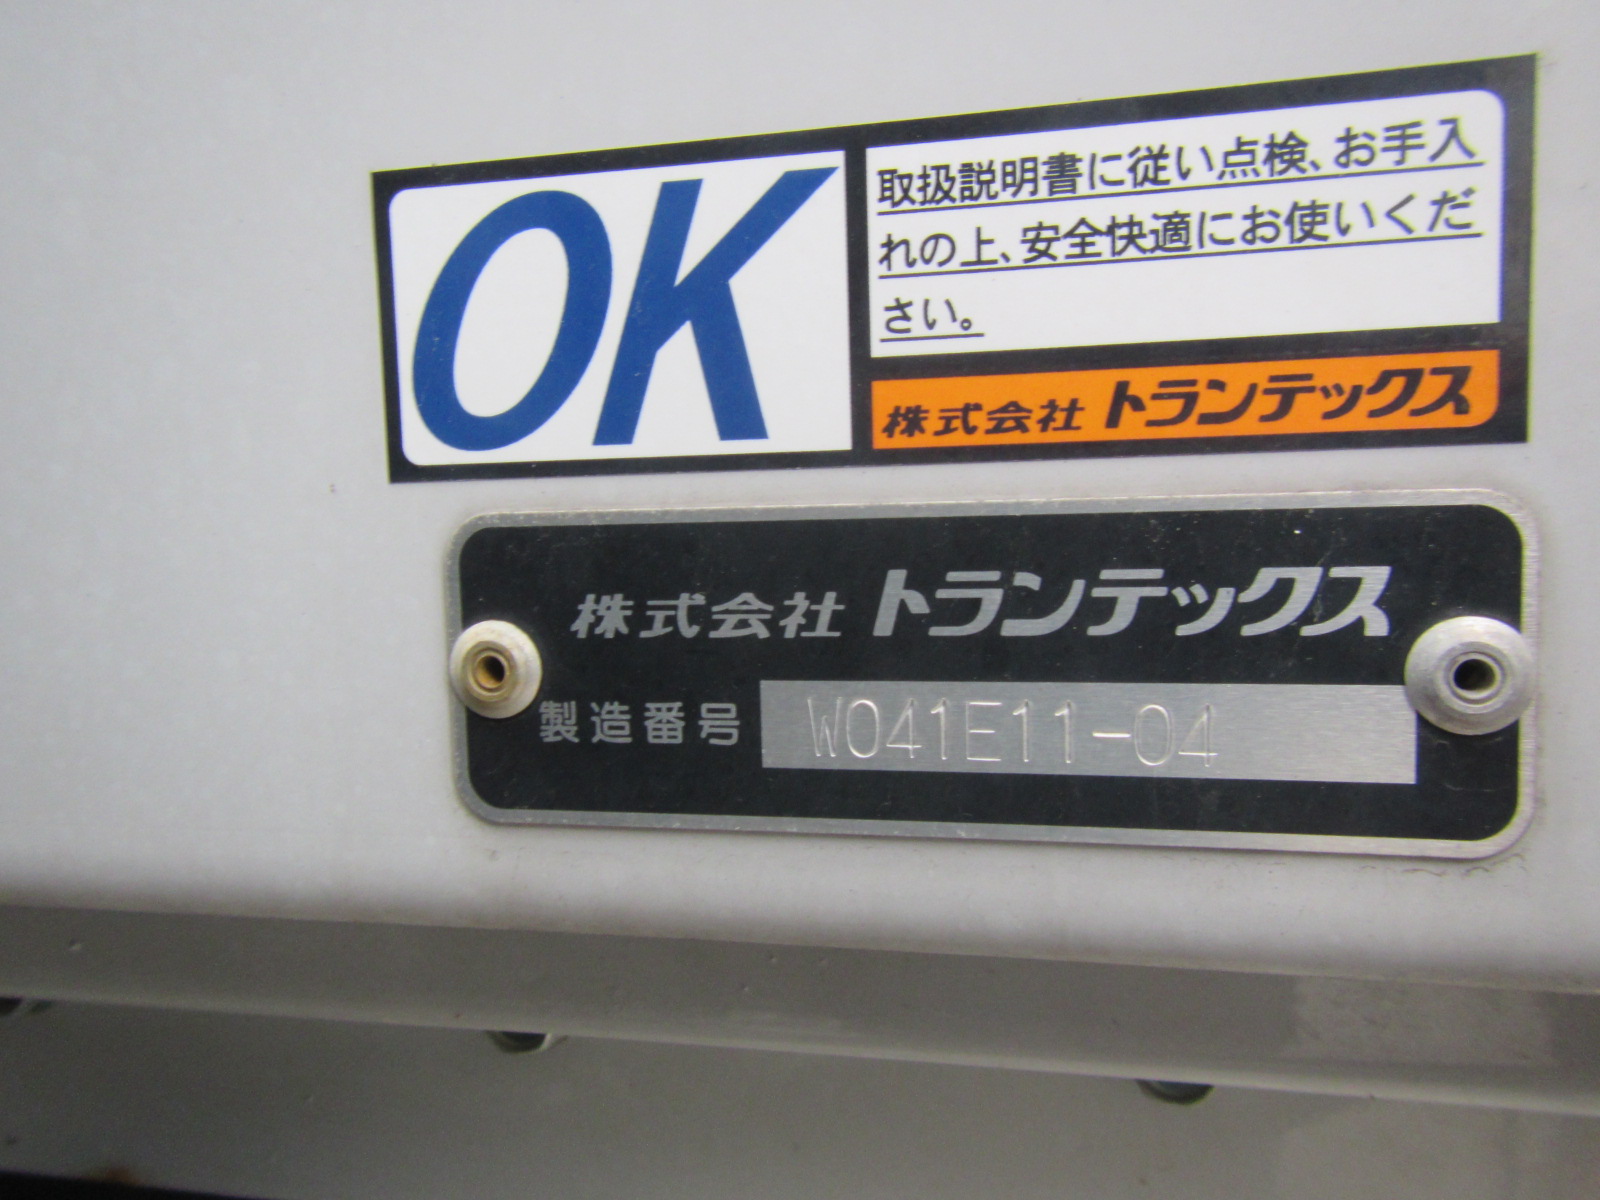 OK
取扱説明書に従い点検、お手入
れの上、安全快適にお使いくだ
さい。
株式会社 トランテックス
株式会社 トランテックス
製造番号 W041E11-04